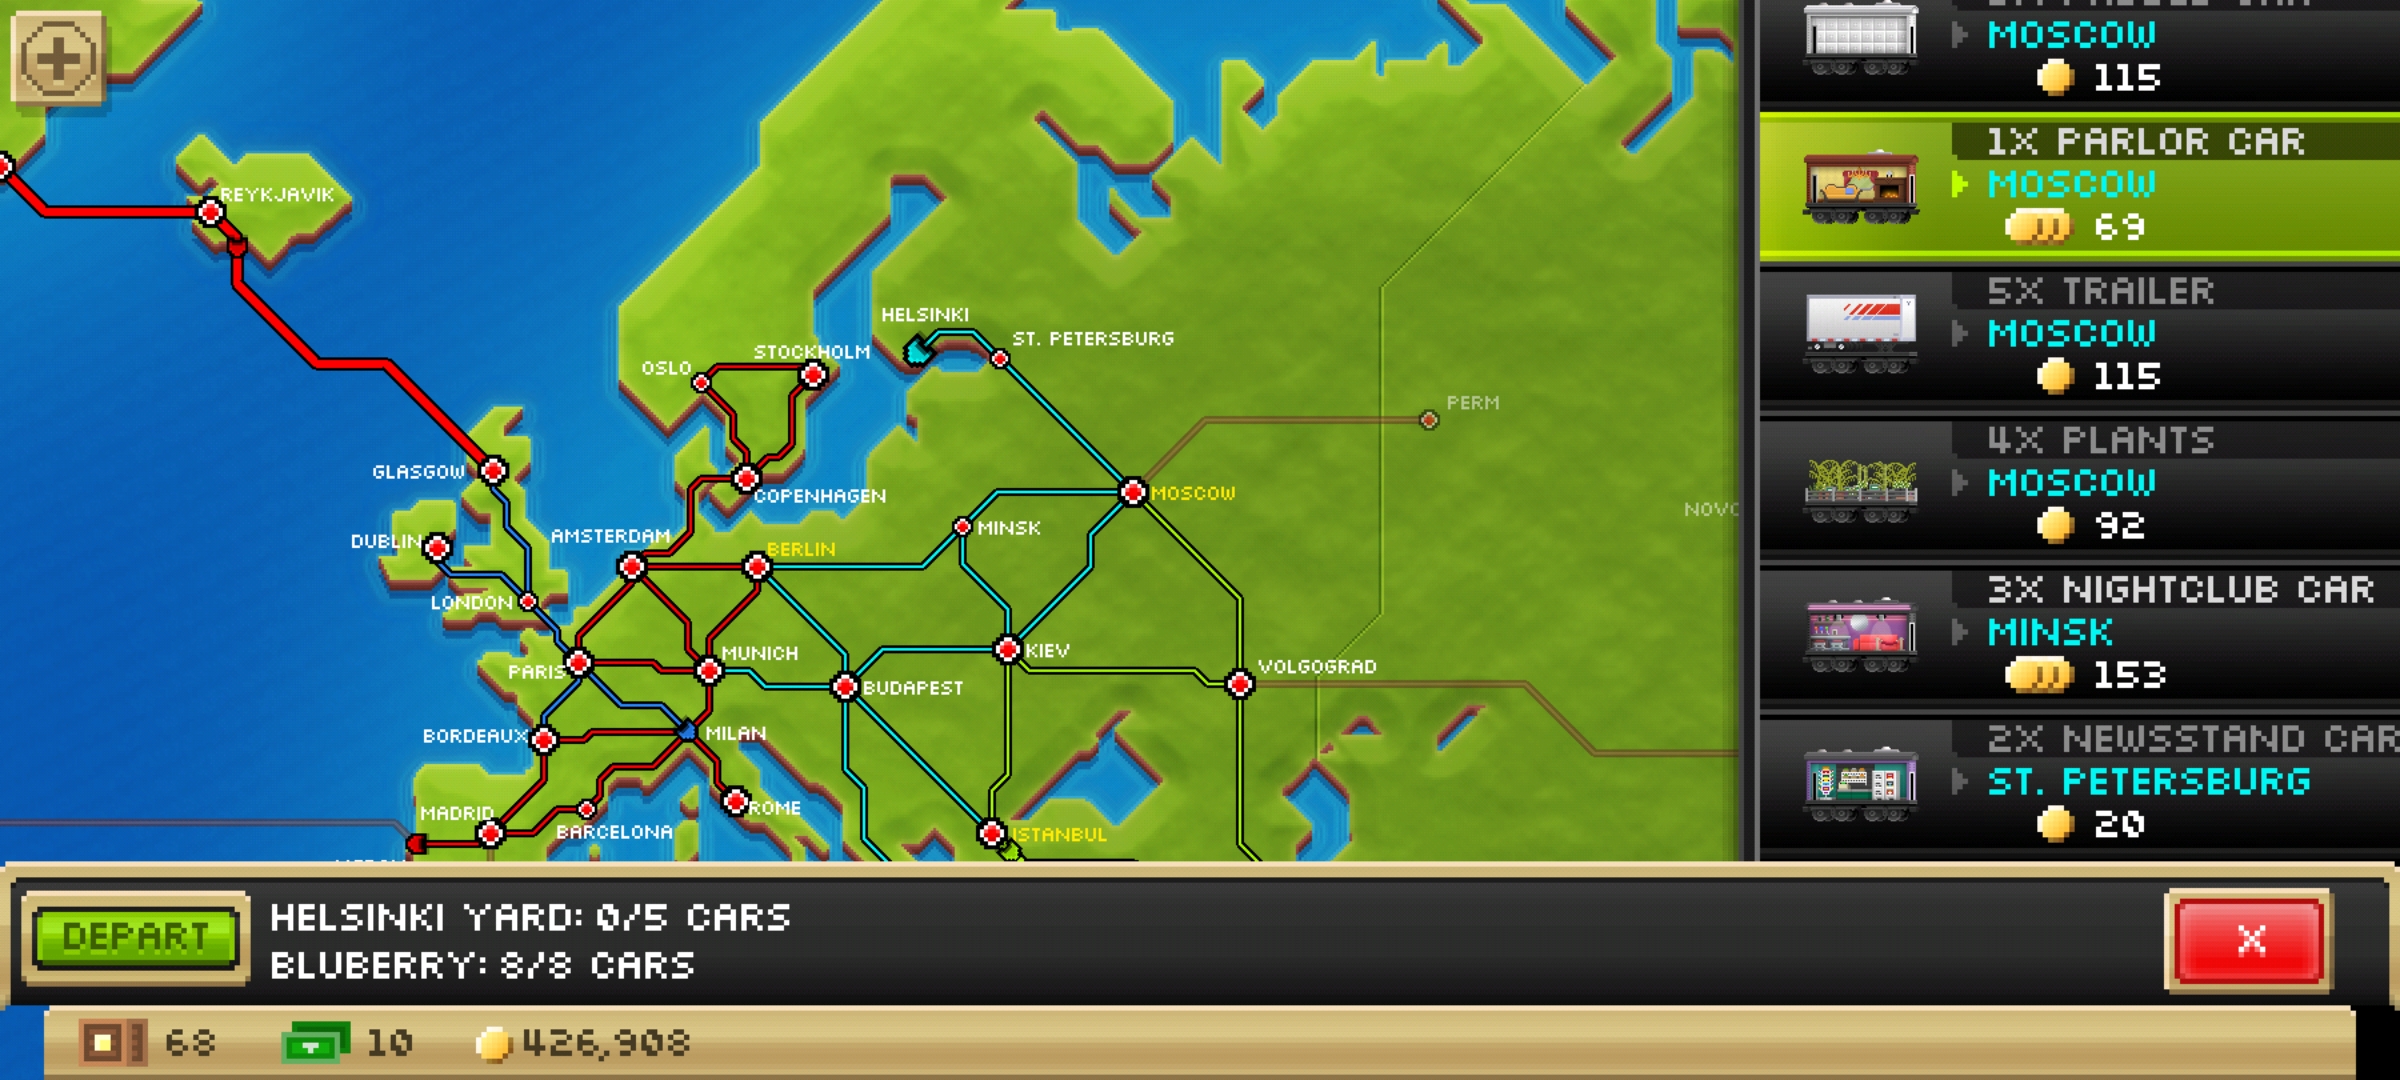 REYKJAVIK
HELSINKI
ST. PETERSBURG
STOCKHOLM
OSLO
PERM
GLASGOW
COPENHAGEN
MOSCOW
MINSK
DUBLIN
AMSTERDAM
BERLIN
LONDON
PARIS
MUNICH
KIEV
BUDAPEST
VOLGOGRAD
BORDEAUX
MILAN
MADRID
BARCELONA
ROME
ISTANBUL
MOSCOW
115
1X PARLOR CAR
MOSCOW
69
5X TRAILER
MOSCOW
115
4X PLANTS
MOSCOW
92
3X NIGHTCLUB CAR
MINSK
153
2X NEWSSTAND CAR
ST. PETERSBURG
20
DEPART
HELSINKI YARD: 0/5 CARS
BLUBERRY: 8/8 CARS
X
68
10
426,908